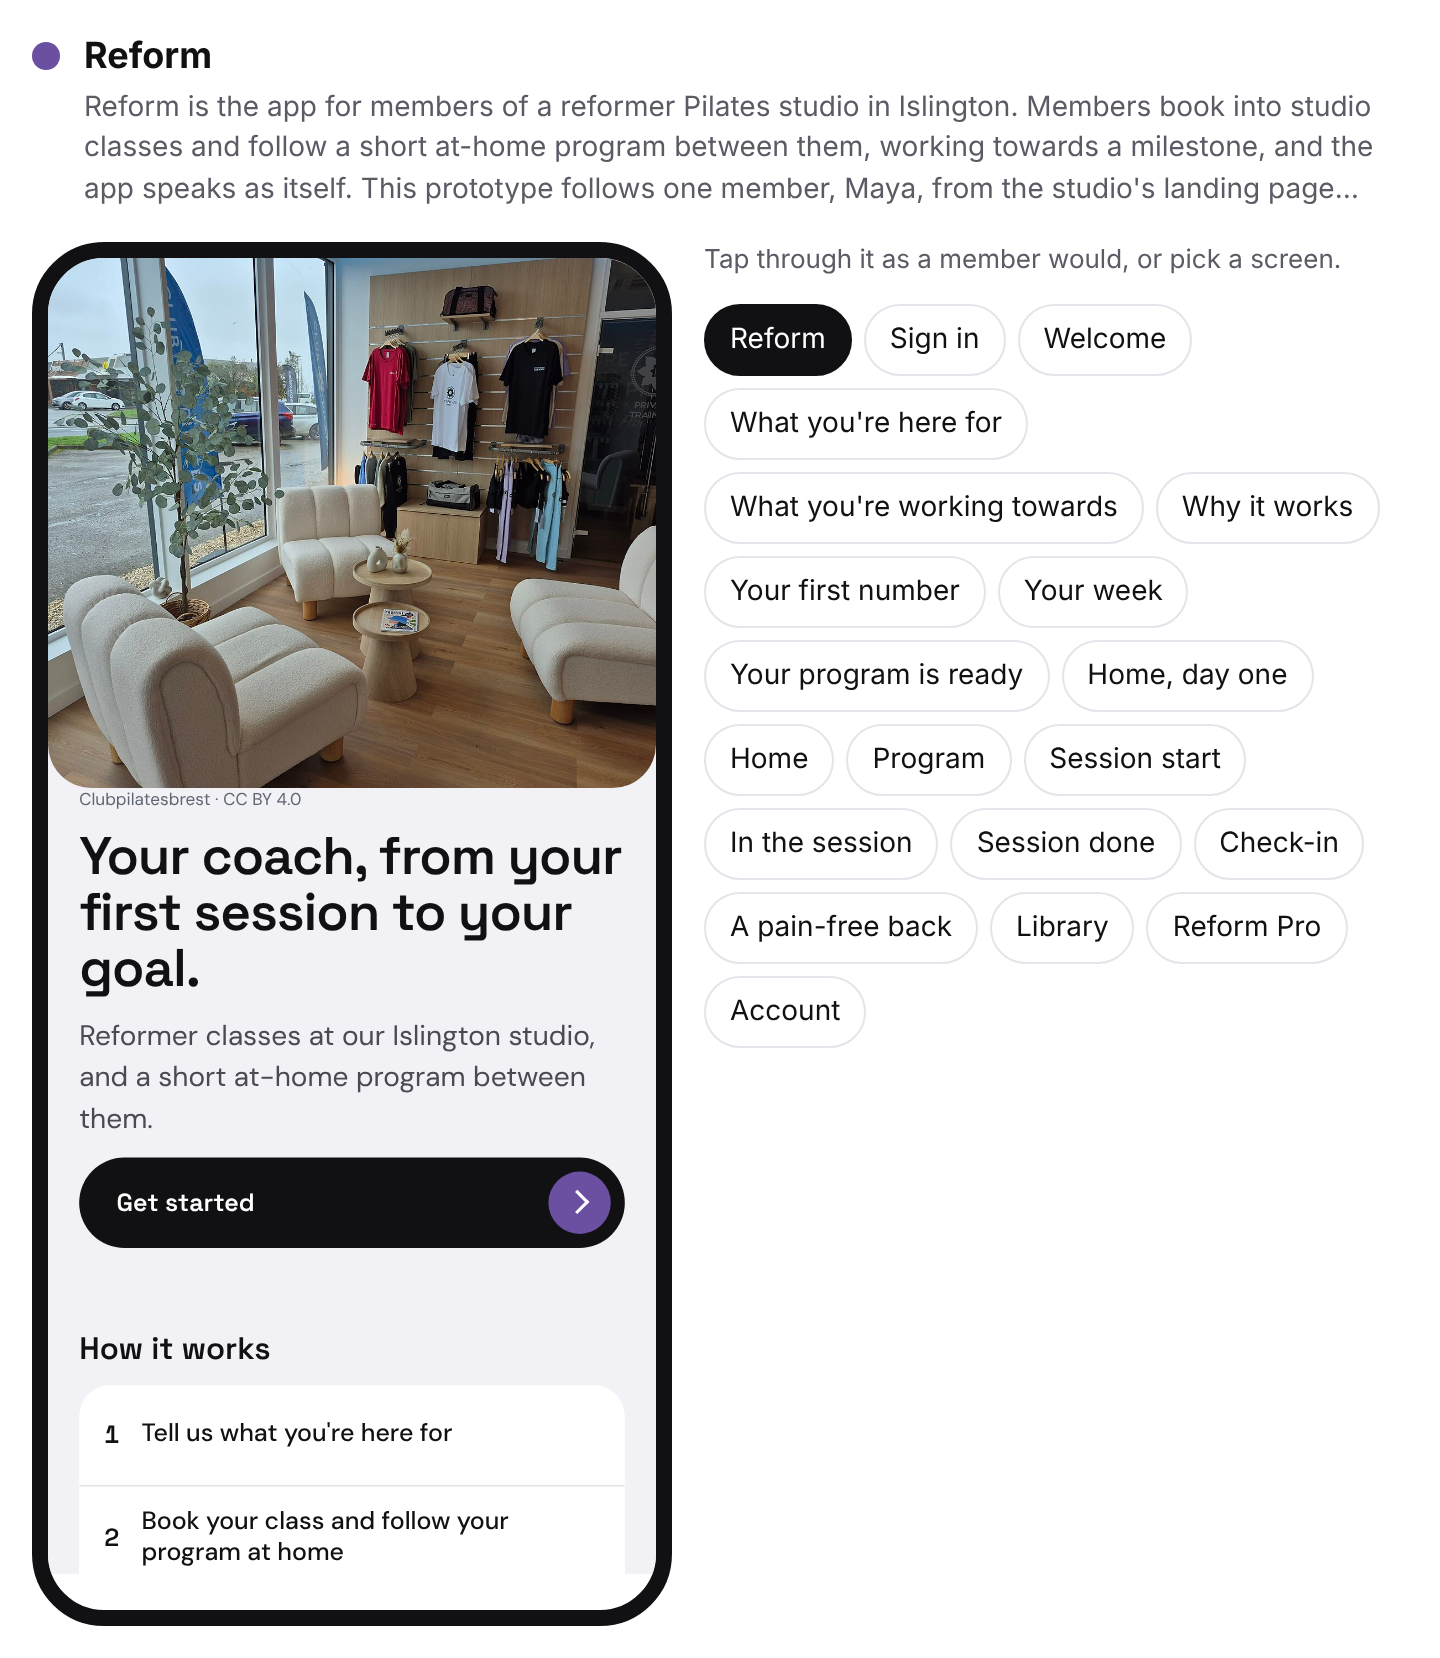 Reform
Reform is the app for members of a reformer Pilates studio in Islington. Members book into studio
classes and follow a short at-home program between them, working towards a milestone, and the
app speaks as itself. This prototype follows one member, Maya, from the studio's landing page...
Tap through it as a member would, or pick a screen.
Reform
Sign in
Welcome
What you're here for
What you're working towards
Why it works
Your first number
Your week
Your program is ready
Home, day one
Home
Program
Session start
In the session
Session done
Check-in
A pain-free back
Library
Reform Pro
Account
Clubpilatesbrest · CC BY 4.0
Your coach, from your
first session to your
goal.
Reformer classes at our Islington studio,
and a short at-home program between
them.
Get started
How it works
1 Tell us what you're here for
2 Book your class and follow your
program at home